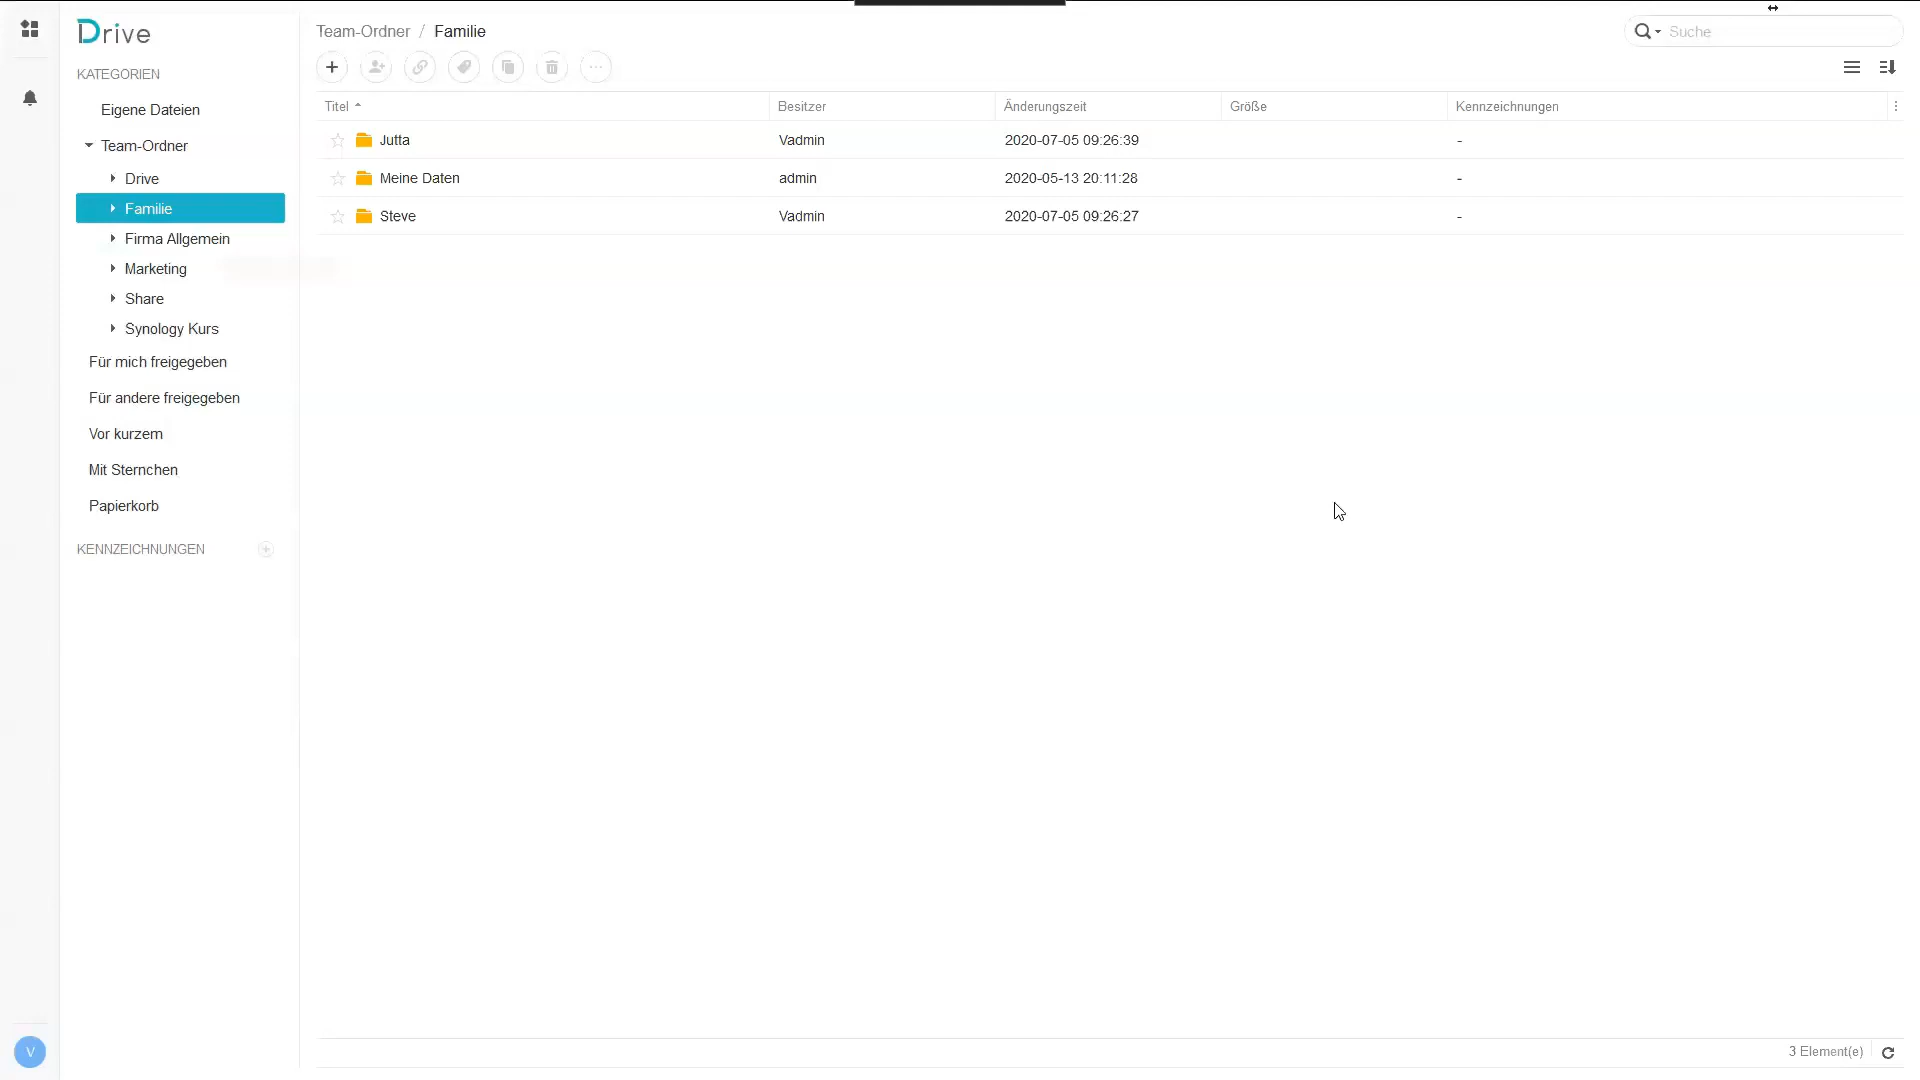 Drive
KATEGORIEN
Eigene Dateien
Team-Ordner
Drive
Familie
Firma Allgemein
Marketing
Share
Synology Kurs
Für mich freigegeben
Für andere freigegeben
Vor kurzem
Mit Sternchen
Papierkorb
KENNZEICHNUNGEN
V
Team-Ordner / Familie
Suche
Titel Besitzer Änderungszeit Größe Kennzeichnungen
Jutta Vadmin 2020-07-05 09:26:39 -
Meine Daten admin 2020-05-13 20:11:28 -
Steve Vadmin 2020-07-05 09:26:27 -
3 Element(e)